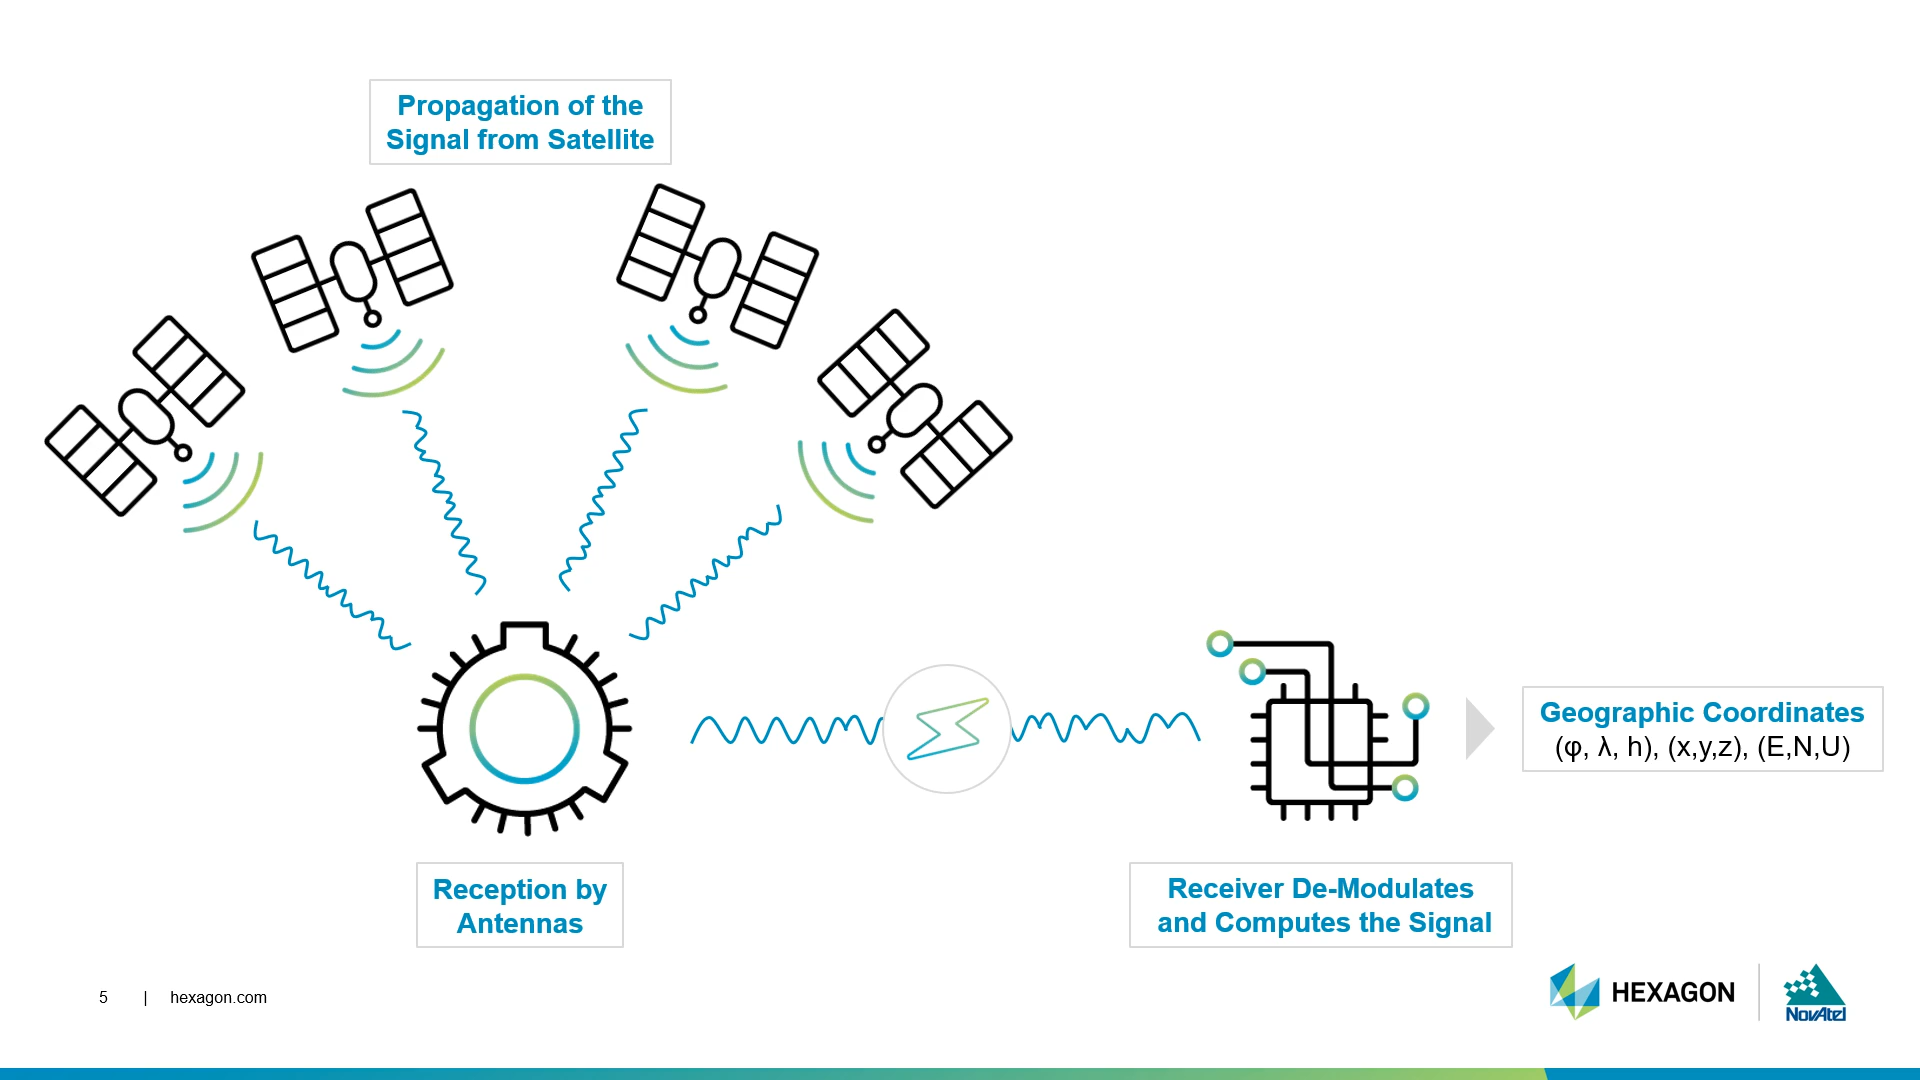 Propagation of the
Signal from Satellite
Geographic Coordinates
(φ, λ, h), (x,y,z), (E,N,U)
Reception by
Antennas
Receiver De-Modulates
and Computes the Signal
5 | hexagon.com
HEXAGON
NovAtel